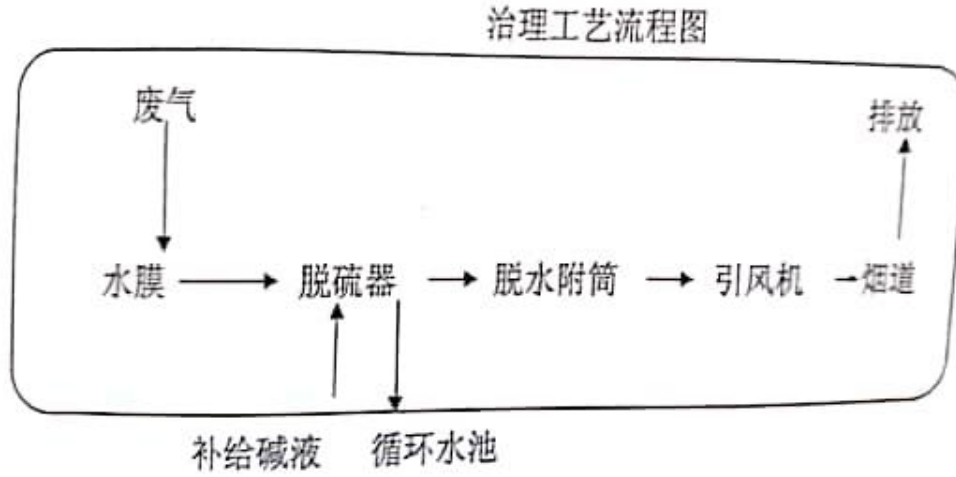 治理工艺流程图
废气
排放
水膜
脱硫器
脱水附筒
引风机
烟道
补给碱液
循环水池